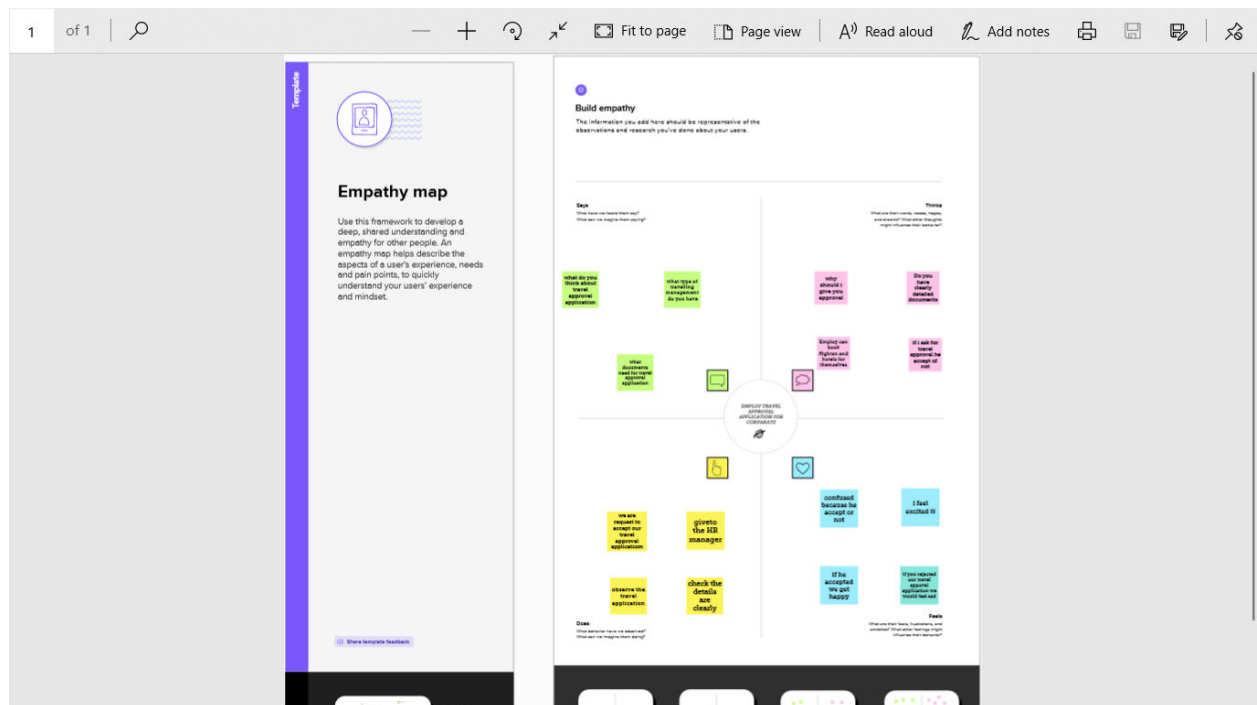 1 of 1 Fit to page Page view Read aloud Add notes
Template
Empathy map
Use this framework to develop a
deep, shared understanding and
empathy for other people. An
empathy map helps describe the
aspects of a user's experience, needs
and pain points, to quickly
understand your users' experience
and mindset.
Share template feedback
Build empathy
The information you add here should be representative of the
observations and research you've done about your users.
Says
What have we heard them say?
What can we imagine them saying?
Thinks
What are their wants, needs, hopes,
and dreams? What other thoughts
might influence their behavior?
what do you
think about
travel
approval
application
what type of
travelling
management
do you have
what
documents
need for travel
approval
application
why
should i
give you
approval
Do you
have
clearly
detailed
documents
Employ can
book
flighten and
hotels for
themselves
if i ask for
travel
approval he
accept of
not
EMPLOY TRAVEL
APPROVAL
APPLICATION FOR
CORPARATE
we are
request to
accept our
travel
approval
application
giveto
the HR
manager
observe the
travel
application
check the
details
are
clearly
confused
because he
accept or
not
i feel
excited !!!
if he
accepted
we get
happy
if you rejected
our travel
application we
would feel sad
Does
What behavior have we observed?
What can we imagine them doing?
Feels
What are their fears, frustrations, and
anxieties? What other feelings might
influence their behavior?